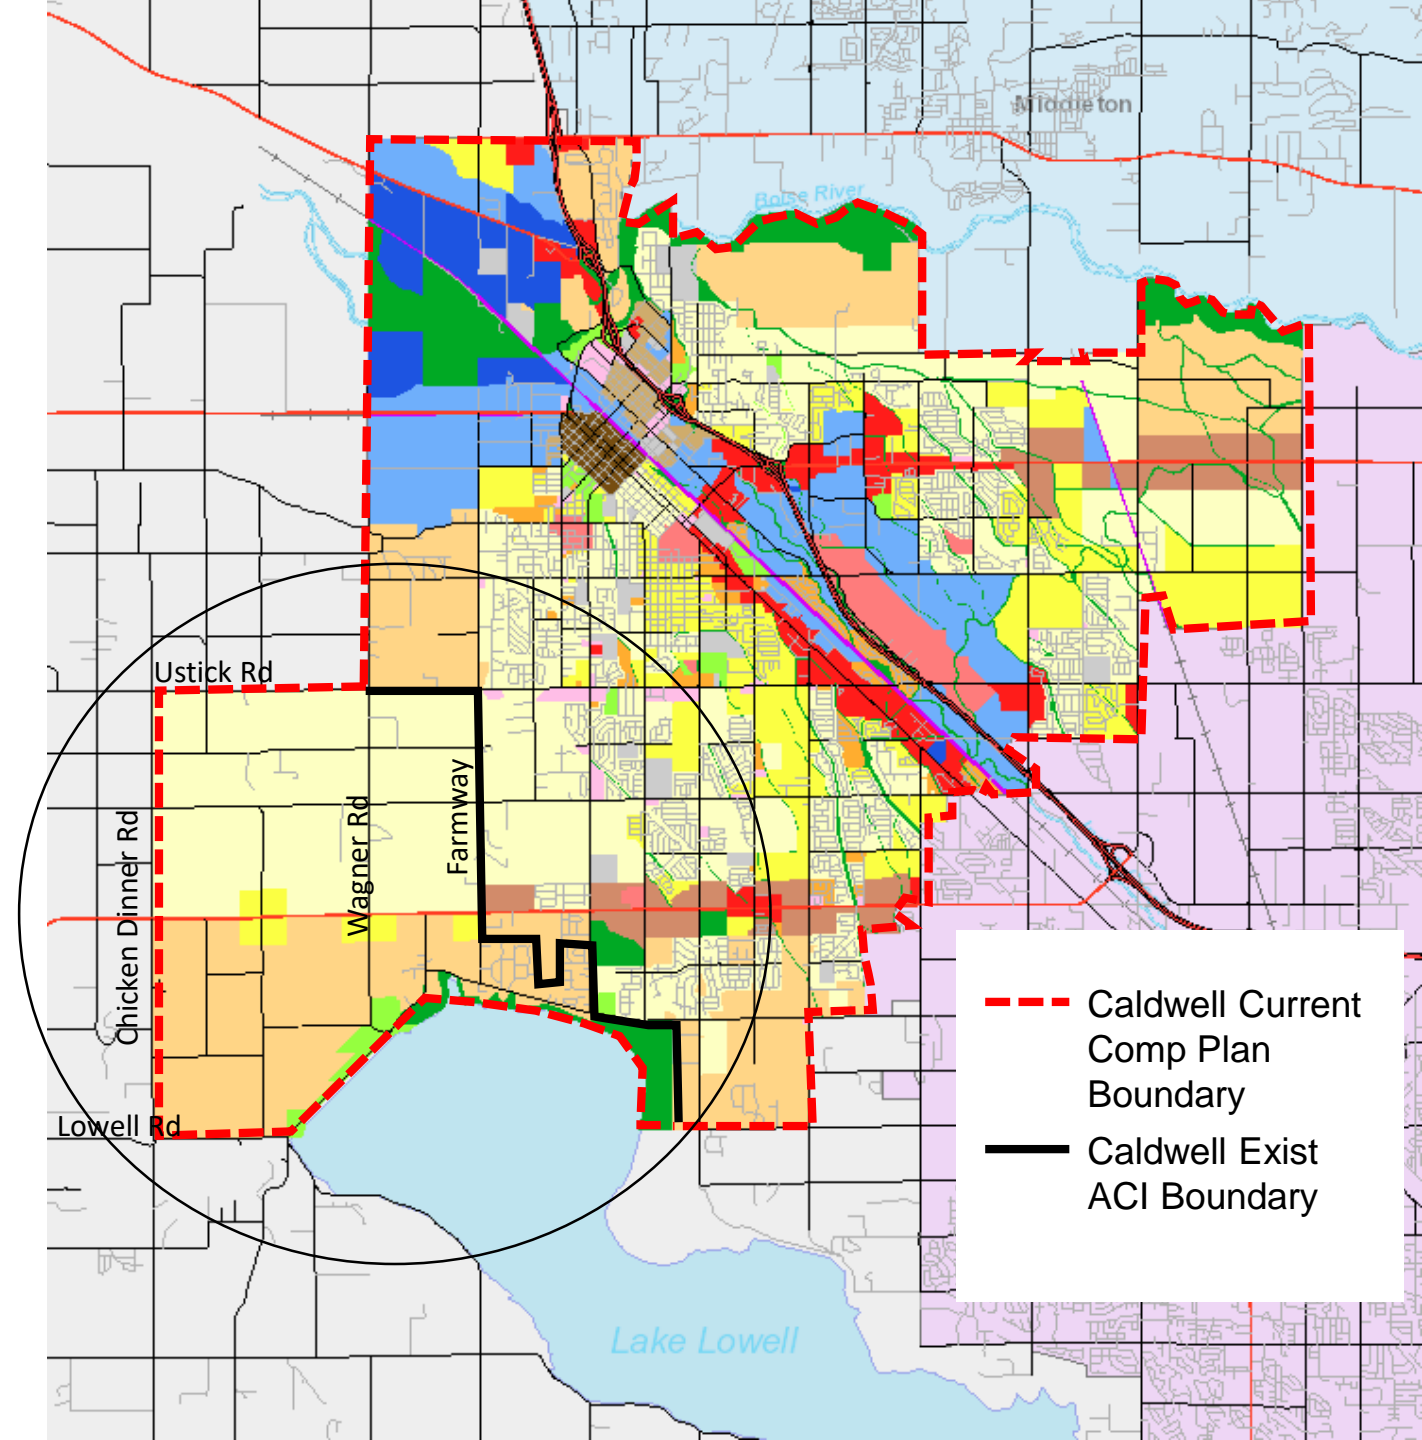 Middleton
Boise River
Ustick Rd
Farmway
Wagner Rd
Chicken Dinner Rd
Lowell Rd
Caldwell Current
Comp Plan
Boundary
Caldwell Exist
ACI Boundary
Lake Lowell